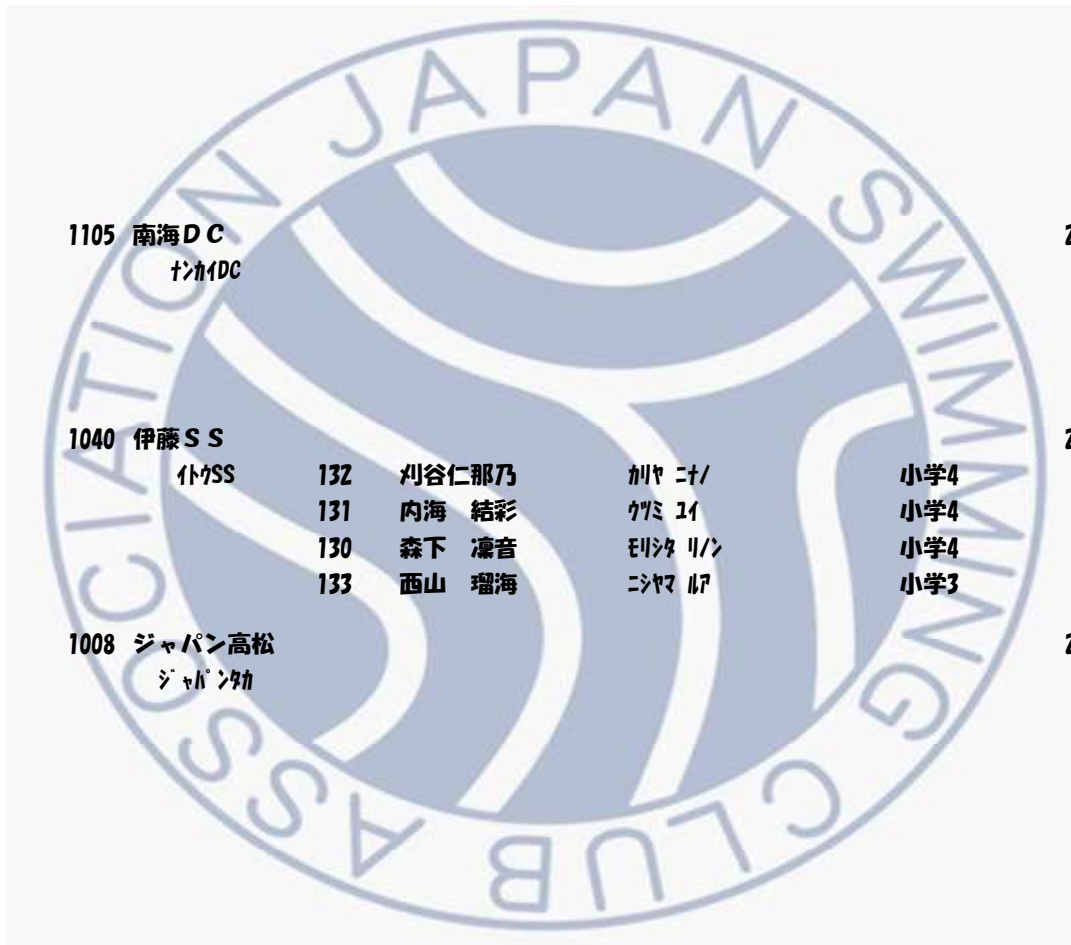 JAPAN SWIMMING CLUB ASSOCIATION
1105 南海ＤＣ 2
ﾅﾝｶｲDC
1040 伊藤ＳＳ 2
ｲﾄｳSS 132 刈谷仁那乃 ｶﾘﾔ ﾆﾅﾉ 小学4
131 内海　結彩 ｳﾂﾐ ﾕｲ 小学4
130 森下　凜音 ﾓﾘｼﾀ ﾘﾉﾝ 小学4
133 西山　瑠海 ﾆｼﾔﾏ ﾙｱ 小学3
1008 ジャパン高松 2
ｼﾞｬﾊﾟﾝﾀｶ